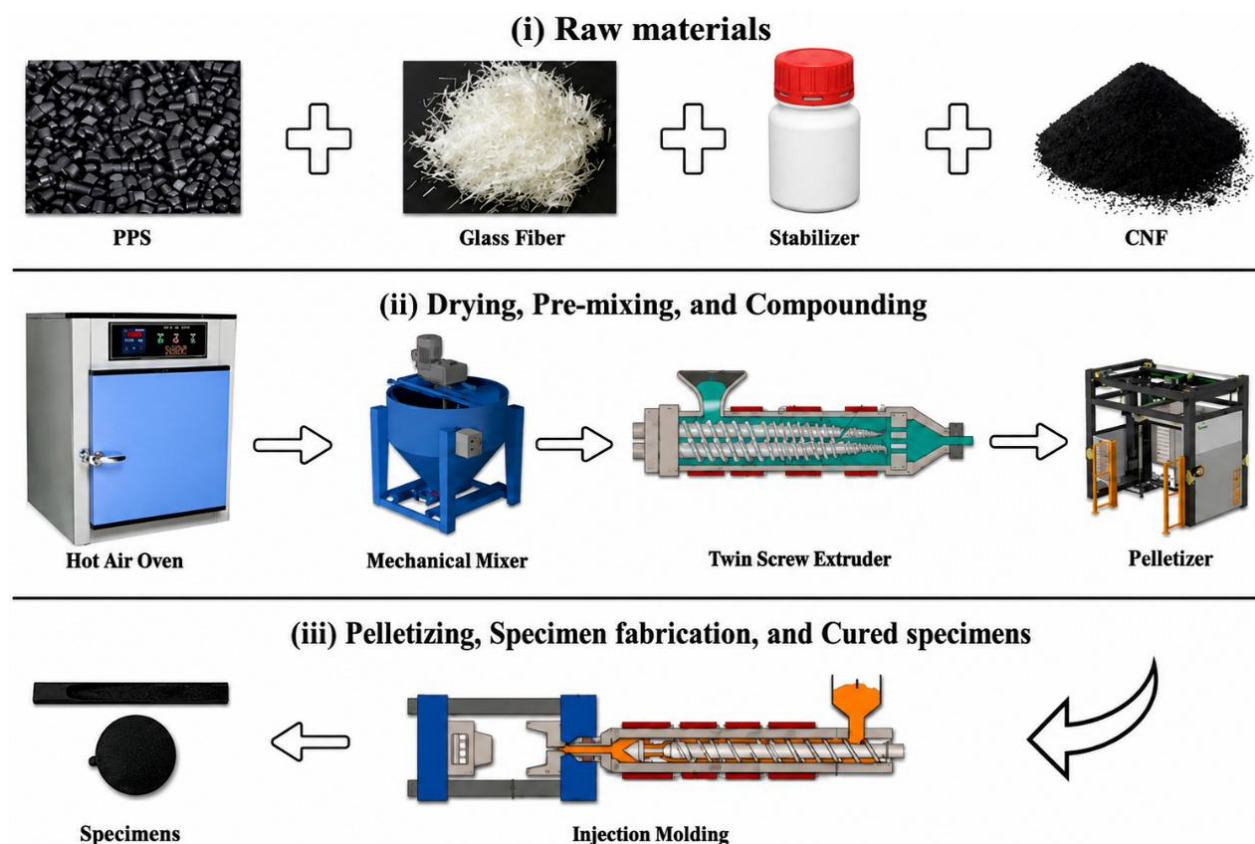 (i) Raw materials
PPS
Glass Fiber
Stabilizer
CNF
(ii) Drying, Pre-mixing, and Compounding
Hot Air Oven
Mechanical Mixer
Twin Screw Extruder
Pelletizer
(iii) Pelletizing, Specimen fabrication, and Cured specimens
Specimens
Injection Molding